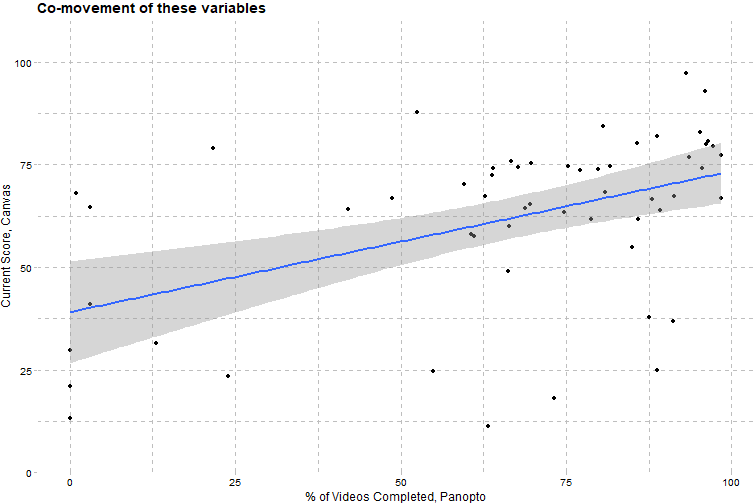 Co-movement of these variables
100
75
50
25
0
Current Score, Canvas
0 25 50 75 100
% of Videos Completed, Panopto